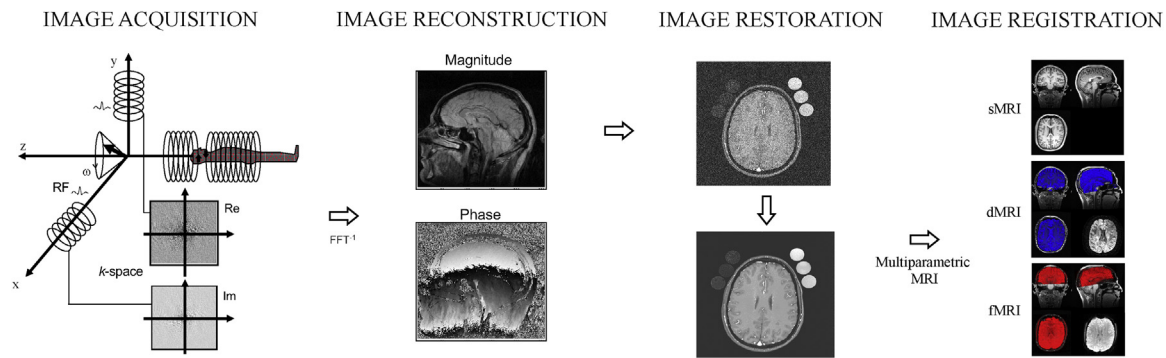 IMAGE ACQUISITION
IMAGE RECONSTRUCTION
IMAGE RESTORATION
IMAGE REGISTRATION
y
z
ω
RF
x
Re
k-space
Im
FFT-1
Magnitude
Phase
Multiparametric
MRI
sMRI
dMRI
fMRI